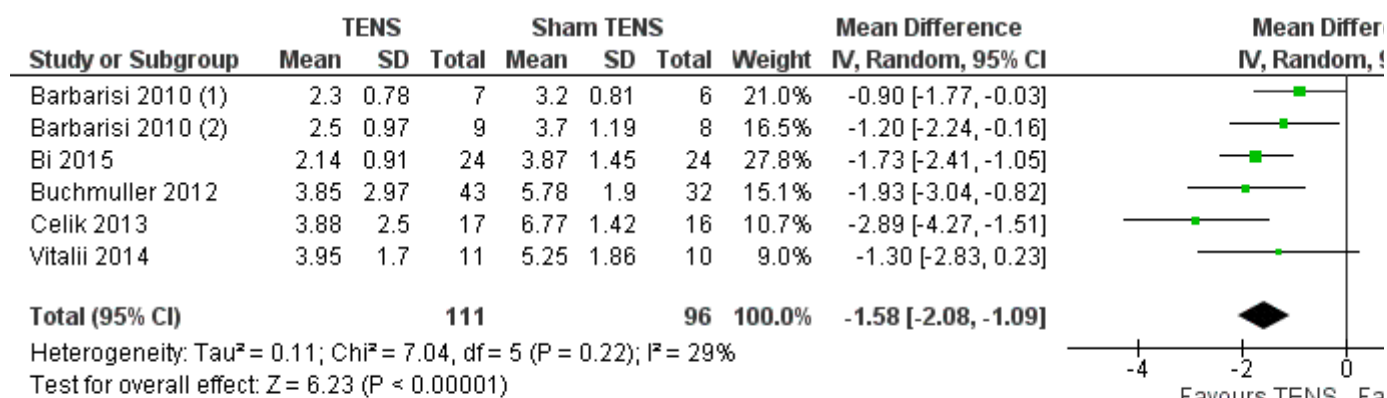 TENS Sham TENS Mean Difference Mean
Study or Subgroup Mean SD Total Mean SD Total Weight IV, Random, 95% CI IV, Random,
Barbarisi 2010 (1) 2.3 0.78 7 3.2 0.81 6 21.0% -0.90 [-1.77, -0.03]
Barbarisi 2010 (2) 2.5 0.97 9 3.7 1.19 8 16.5% -1.20 [-2.24, -0.16]
Bi 2015 2.14 0.91 24 3.87 1.45 24 27.8% -1.73 [-2.41, -1.05]
Buchmuller 2012 3.85 2.97 43 5.78 1.9 32 15.1% -1.93 [-3.04, -0.82]
Celik 2013 3.88 2.5 17 6.77 1.42 16 10.7% -2.89 [-4.27, -1.51]
Vitalii 2014 3.95 1.7 11 5.25 1.86 10 9.0% -1.30 [-2.83, 0.23]
Total (95% CI) 111 96 100.0% -1.58 [-2.08, -1.09]
Heterogeneity: Tau² = 0.11; Chi² = 7.04, df = 5 (P = 0.22); I² = 29%
Test for overall effect: Z = 6.23 (P < 0.00001)
-4 -2 0
Favours TENS